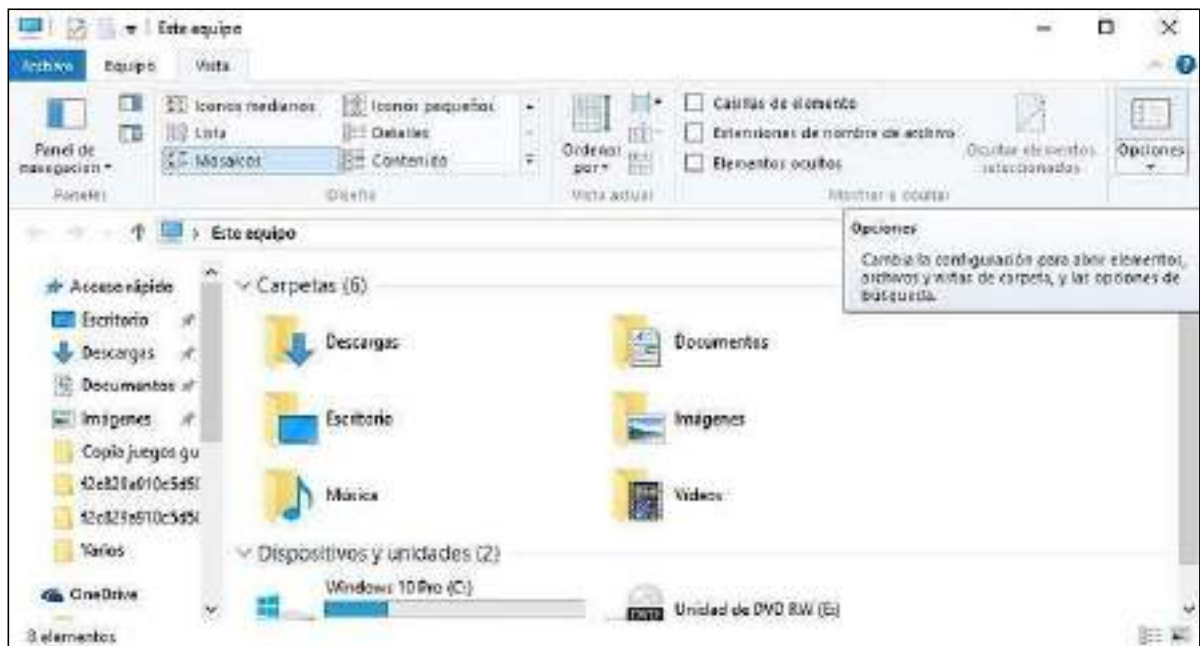 Este equipo
Archivo Equipo Vista
Panel de navegación
Iconos medianos Iconos pequeños
Lista Detalles
Mosaicos Contenido
Ordenar por
Casillas de elemento
Extensiones de nombre de archivo
Elementos ocultos
Ocultar elementos seleccionados
Opciones
Paneles Diseño Vista actual Mostrar u ocultar
Este equipo
Opciones
Cambia la configuración para abrir elementos,
archivos y vistas de carpeta, y las opciones de
búsqueda.
Acceso rápido
Escritorio
Descargas
Documentos
Imágenes
Copia juegos gu
Varios
OneDrive
Carpetas (6)
Descargas Documentos
Escritorio Imágenes
Música Vídeos
Dispositivos y unidades (2)
Windows 10 Pro (C:)
DVD
Unidad de DVD RW (E:)
8 elementos